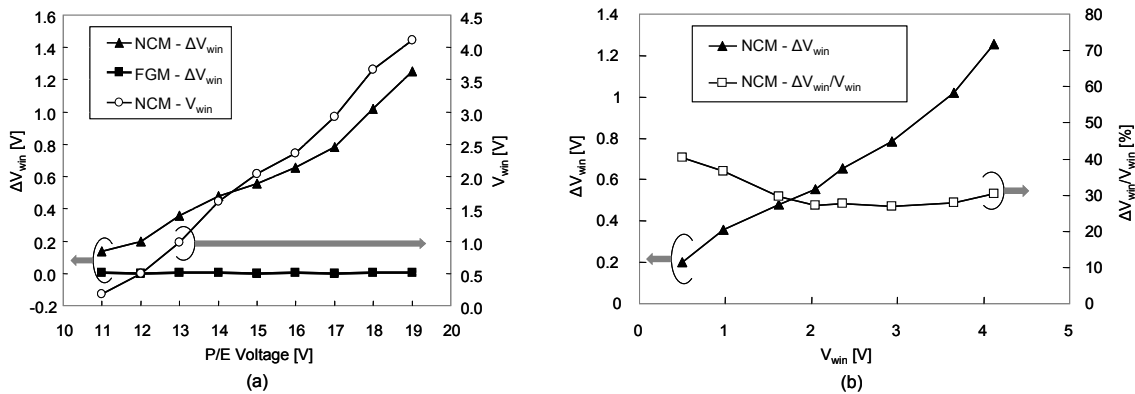 1.6
1.4
1.2
1.0
0.8
0.6
0.4
0.2
0.0
-0.2
ΔVwin [V]
NCM - ΔVwin
FGM - ΔVwin
NCM - Vwin
4.5
4.0
3.5
3.0
2.5
2.0
1.5
1.0
0.5
0.0
Vwin [V]
10 11 12 13 14 15 16 17 18 19 20
P/E Voltage [V]
(a)
1.4
1.2
1
0.8
0.6
0.4
0.2
0
ΔVwin [V]
NCM - ΔVwin
NCM - ΔVwin/Vwin
80
70
60
50
40
30
20
10
0
ΔVwin/Vwin [%]
0 1 2 3 4 5
Vwin [V]
(b)